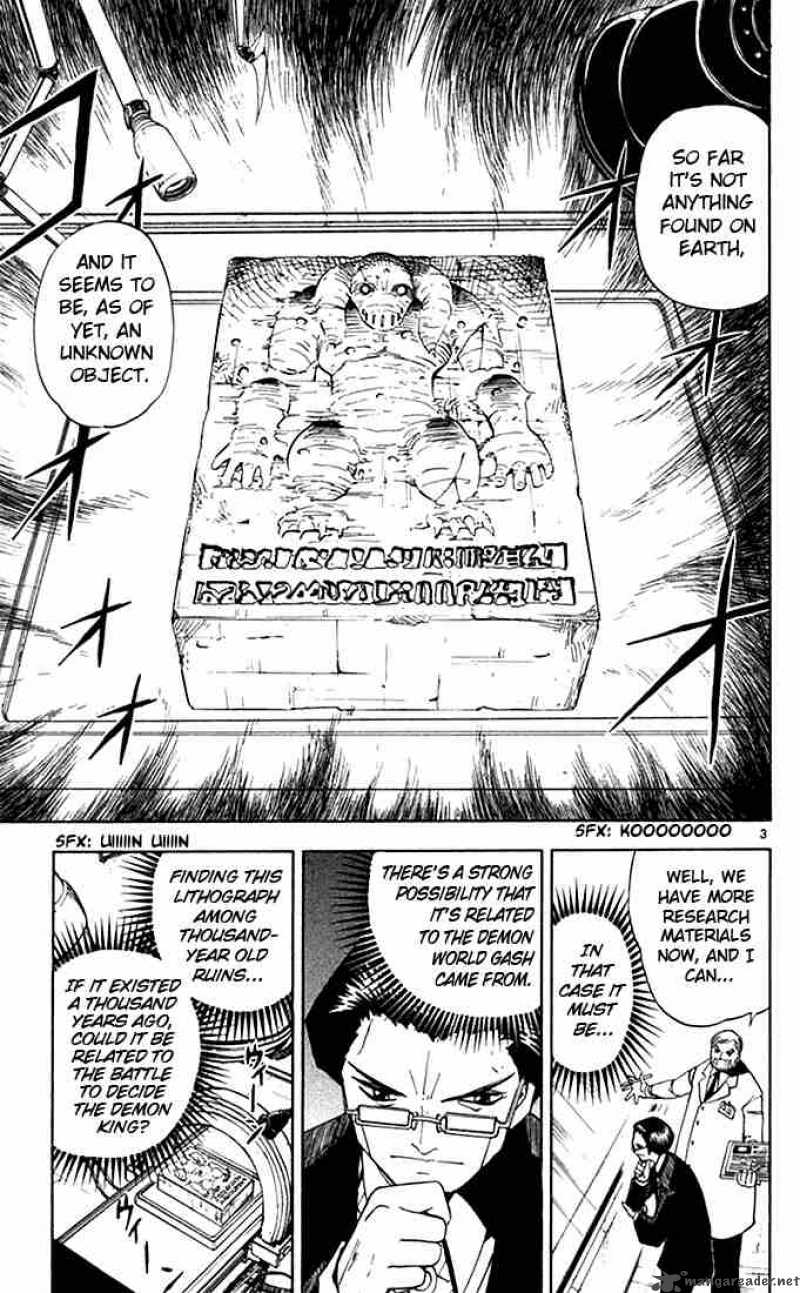 SO FAR
IT'S NOT
ANYTHING
FOUND ON
EARTH,
AND IT
SEEMS TO
BE, AS OF
YET, AN
UNKNOWN
OBJECT.
SFX: KOOOOOOOO
3
SFX: UIIIIIN UIIIIN
WELL, WE
HAVE MORE
RESEARCH
MATERIALS
NOW, AND I
CAN...
IN
THAT
CASE IT
MUST
BE...
THERE'S A STRONG
POSSIBILITY THAT
IT'S RELATED
TO THE DEMON
WORLD GASH
CAME FROM.
FINDING THIS
LITHOGRAPH
AMONG
THOUSAND-
YEAR OLD
RUINS...
IF IT EXISTED
A THOUSAND
YEARS AGO,
COULD IT BE
RELATED TO
THE BATTLE
TO DECIDE
THE DEMON
KING?
mangareader.net